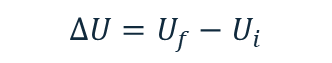 ΔU = U_f − U_i